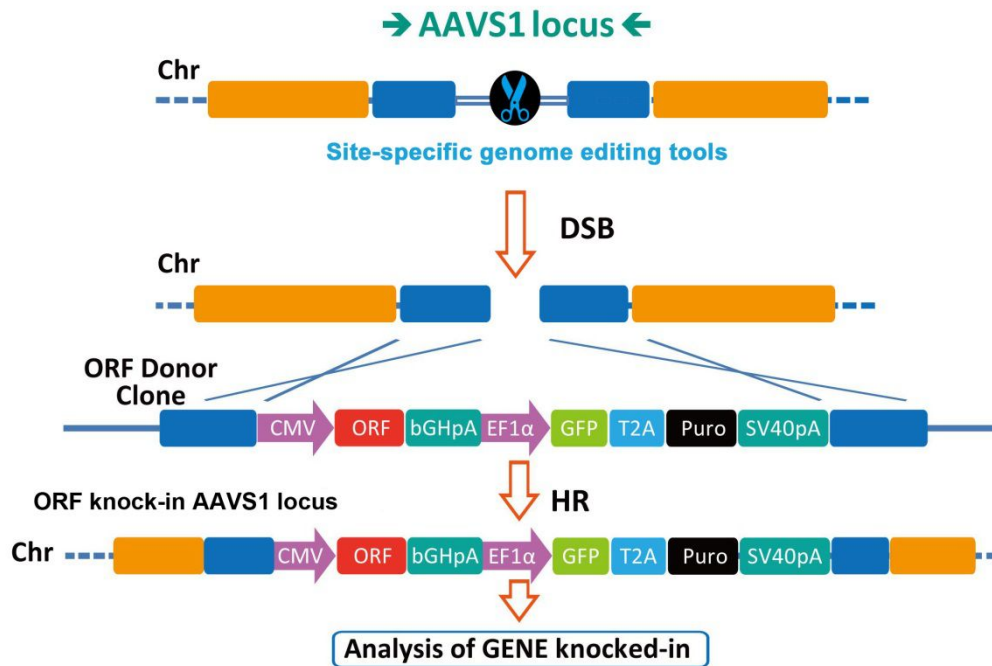 → AAVS1 locus ←
Chr
Site-specific genome editing tools
DSB
Chr
ORF Donor
Clone
CMV ORF bGHpA EF1α GFP T2A Puro SV40pA
HR
ORF knock-in AAVS1 locus
Chr CMV ORF bGHpA EF1α GFP T2A Puro SV40pA
Analysis of GENE knocked-in